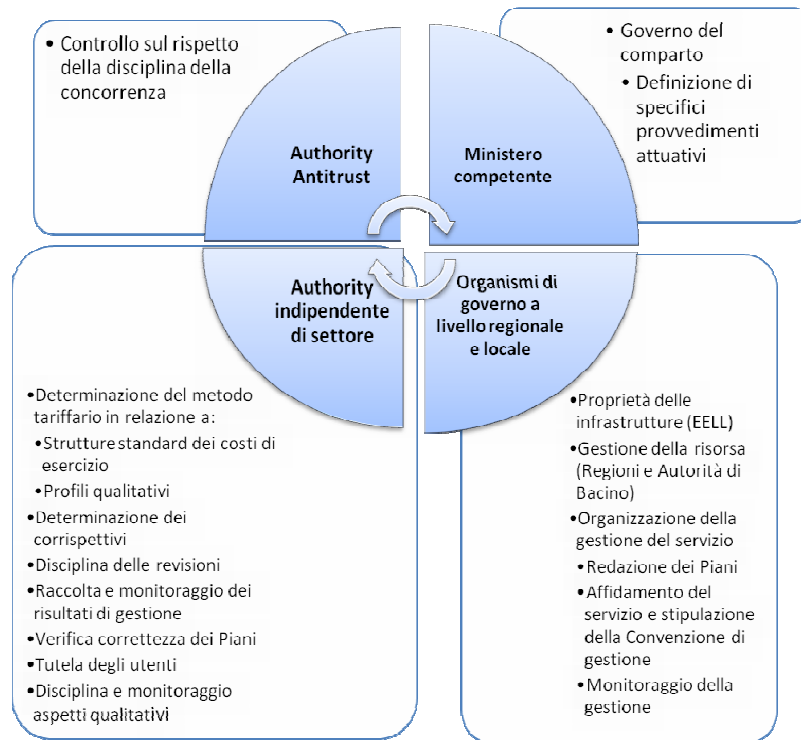 • Controllo sul rispetto
della disciplina della
concorrenza
Authority
Antitrust
Ministero
competente
• Governo del
comparto
• Definizione di
specifici
provvedimenti
attuativi
Authority
indipendente
di settore
Organismi di
governo a
livello regionale
e locale
•Determinazione del metodo
tariffario in relazione a:
•Strutture standard dei costi di
esercizio
•Profili qualitativi
•Determinazione dei
corrispettivi
•Disciplina delle revisioni
•Raccolta e monitoraggio dei
risultati di gestione
•Verifica correttezza dei Piani
•Tutela degli utenti
•Disciplina e monitoraggio
aspetti qualitativi
•Proprietà delle
infrastrutture (EELL)
•Gestione della risorsa
(Regioni e Autorità di
Bacino)
•Organizzazione della
gestione del servizio
•Redazione dei Piani
•Affidamento del
servizio e stipulazione
della Convenzione di
gestione
•Monitoraggio della
gestione